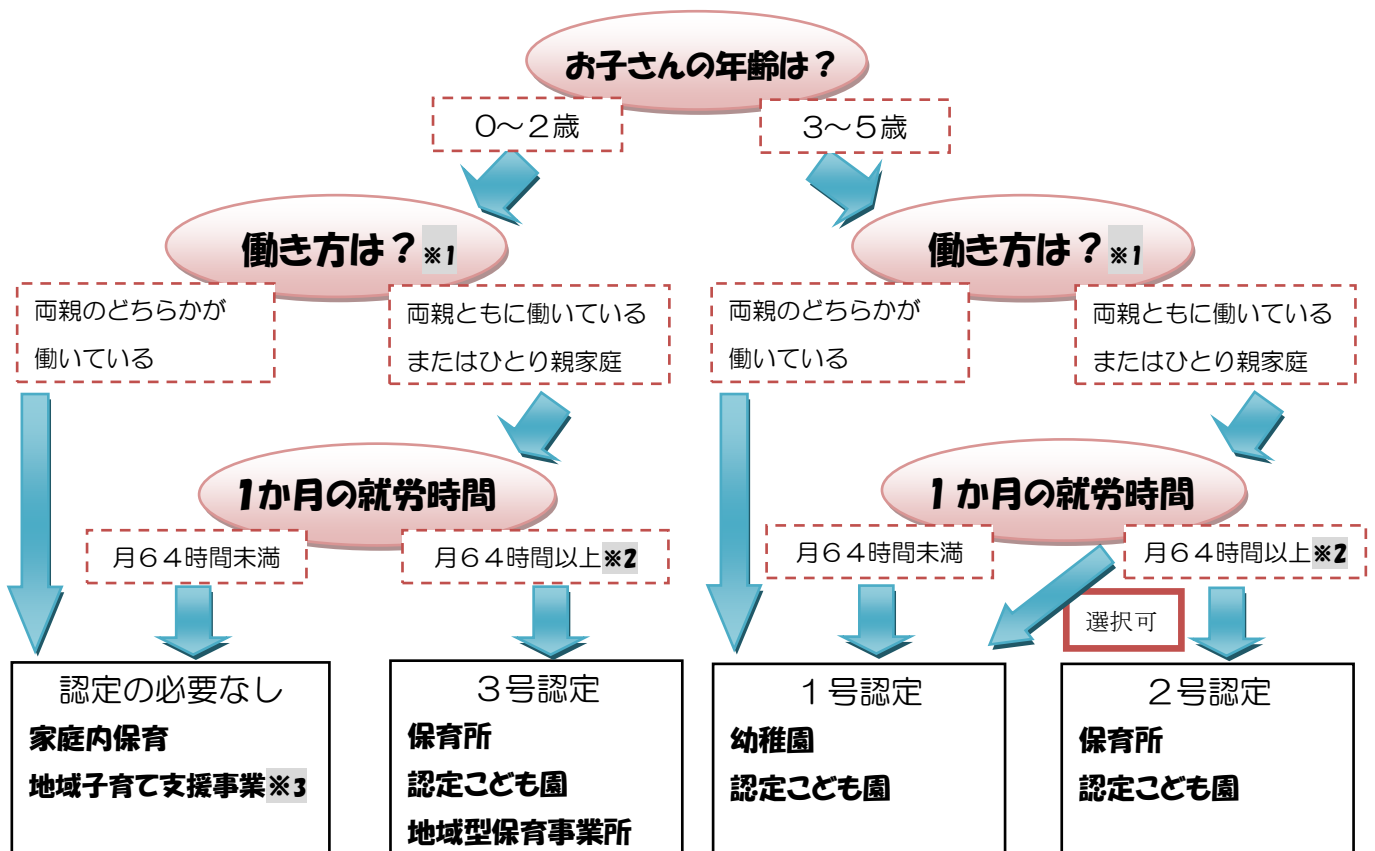 お子さんの年齢は？
０～２歳
３～５歳
働き方は？※1
働き方は？※1
両親のどちらかが
働いている
両親ともに働いている
またはひとり親家庭
両親のどちらかが
働いている
両親ともに働いている
またはひとり親家庭
1か月の就労時間
１か月の就労時間
月６４時間未満
月６４時間以上※2
月６４時間未満
月６４時間以上※2
選択可
認定の必要なし
家庭内保育
地域子育て支援事業※3
３号認定
保育所
認定こども園
地域型保育事業所
１号認定
幼稚園
認定こども園
２号認定
保育所
認定こども園